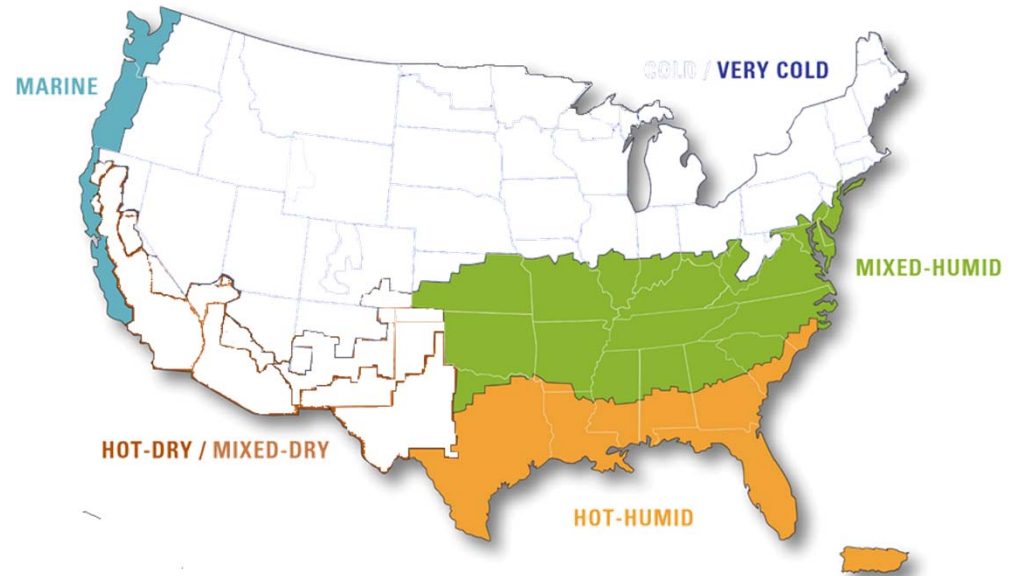 COLD / VERY COLD
MARINE
MIXED-HUMID
HOT-DRY / MIXED-DRY
HOT-HUMID